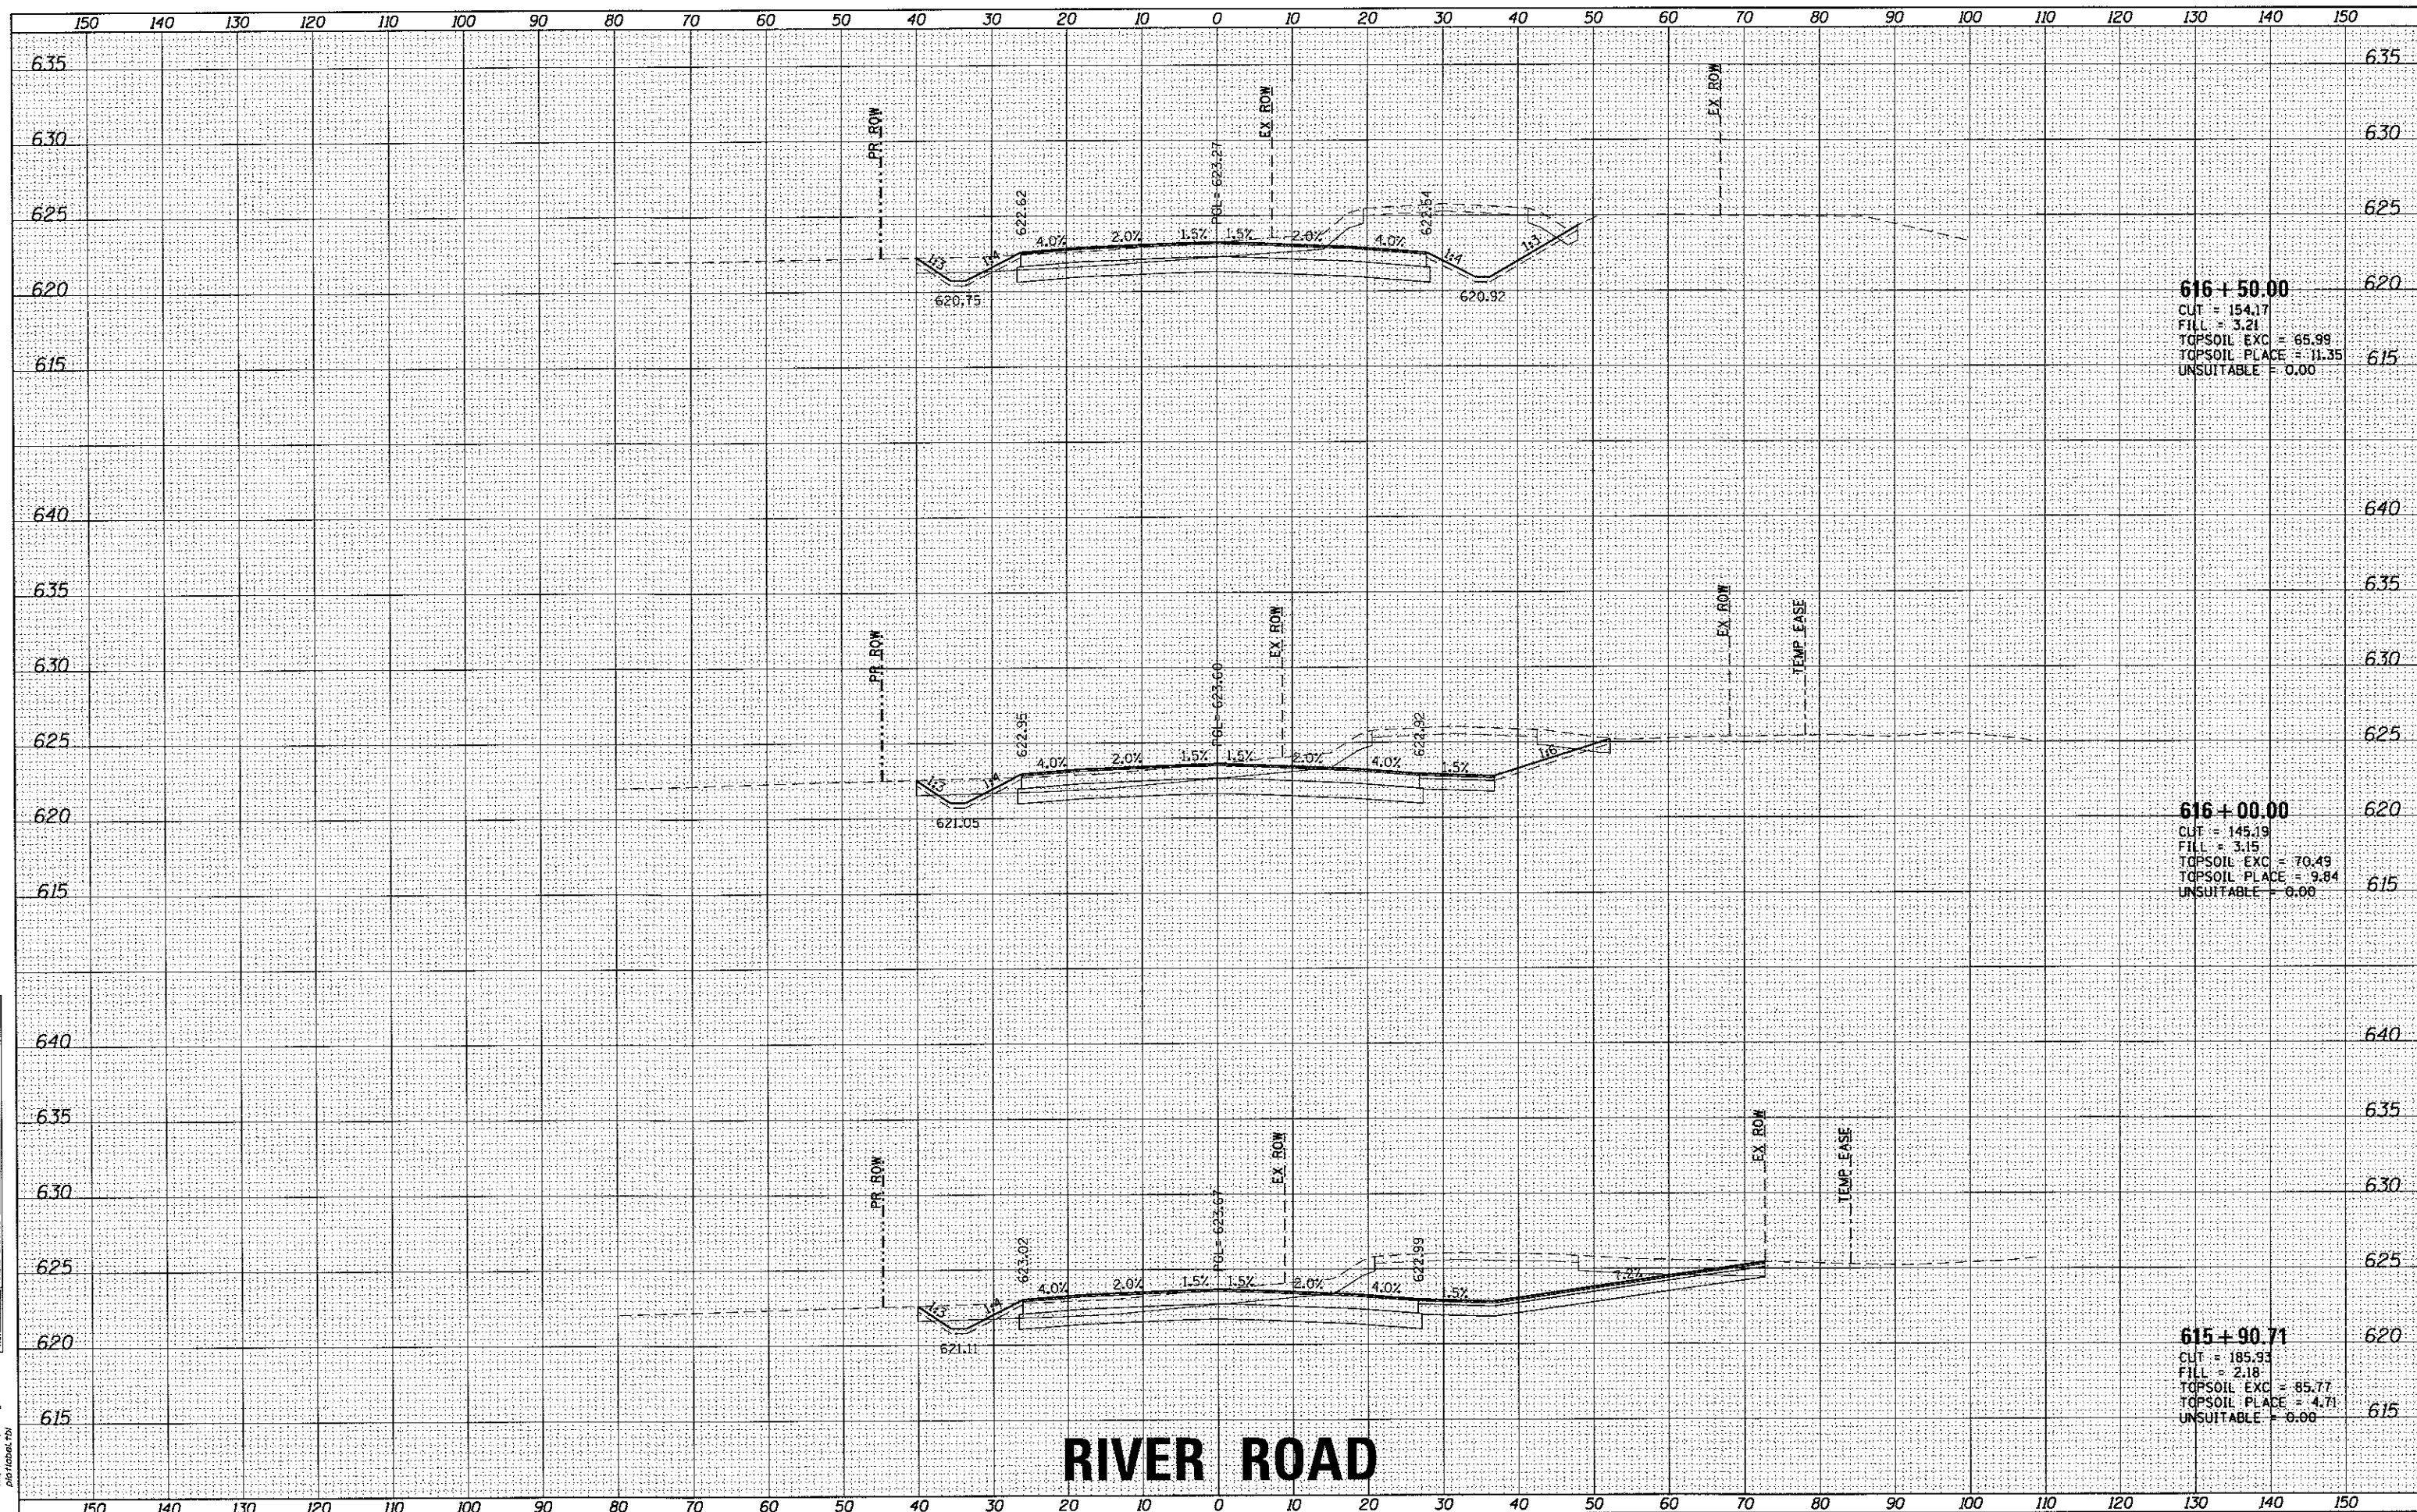 150 140 130 120 110 100 90 80 70 60 50 40 30 20 10 0 10 20 30 40 50 60 70 80 90 100 110 120 130 140 150
635 635
630 630
625 625
620 620
615 615
PR ROW
EX ROW
EX ROW
622.62
PGL= 623.27
622.54
1:3 1:4 4.0% 2.0% 1.5% 1.5% 2.0% 4.0% 1:4 1:3
620.75
620.92
616+50.00
CUT = 154.17
FILL = 3.21
TOPSOIL EXC = 65.99
TOPSOIL PLACE = 11.35
UNSUITABLE = 0.00
640 640
635 635
630 630
625 625
620 620
615 615
PR ROW
EX ROW
EX ROW
TEMP EASE
622.95
PGL= 623.60
622.92
1:3 1:4 4.0% 2.0% 1.5% 1.5% 2.0% 4.0% 1.5% 1:6
621.05
616+00.00
CUT = 145.19
FILL = 3.15
TOPSOIL EXC = 70.49
TOPSOIL PLACE = 9.84
UNSUITABLE = 0.00
640 640
635 635
630 630
625 625
620 620
615 615
PR ROW
EX ROW
EX ROW
TEMP EASE
623.02
PGL= 623.67
622.99
1:3 1:4 4.0% 2.0% 1.5% 1.5% 2.0% 4.0% 1.5% 7.2%
621.11
615+90.71
CUT = 185.93
FILL = 2.18
TOPSOIL EXC = 85.77
TOPSOIL PLACE = 4.71
UNSUITABLE = 0.00
RIVER ROAD
plotlabel.tbl
150 140 130 120 110 100 90 80 70 60 50 40 30 20 10 0 10 20 30 40 50 60 70 80 90 100 110 120 130 140 150